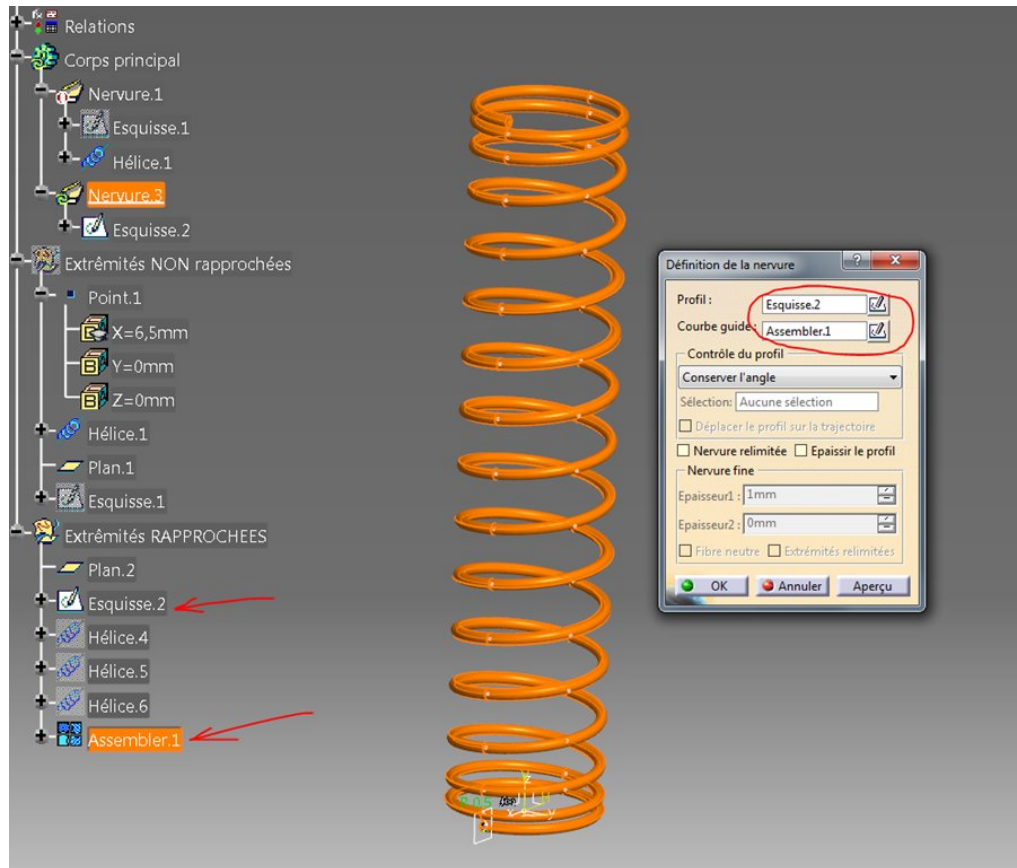 Relations
Corps principal
Nervure.1
Esquisse.1
Hélice.1
Nervure.3
Esquisse.2
Extrêmités NON rapprochées
Point.1
X=6,5mm
Y=0mm
Z=0mm
Hélice.1
Plan.1
Esquisse.1
Extrêmités RAPPROCHEES
Plan.2
Esquisse.2
Hélice.4
Hélice.5
Hélice.6
Assembler.1
Définition de la nervure
Profil :
Esquisse.2
Courbe guide :
Assembler.1
Contrôle du profil
Conserver l'angle
Sélection: Aucune sélection
Déplacer le profil sur la trajectoire
Nervure relimitée Epaissir le profil
Nervure fine
Epaisseur1 : 1mm
Epaisseur2 : 0mm
Fibre neutre Extrémités relimitées
OK Annuler Aperçu